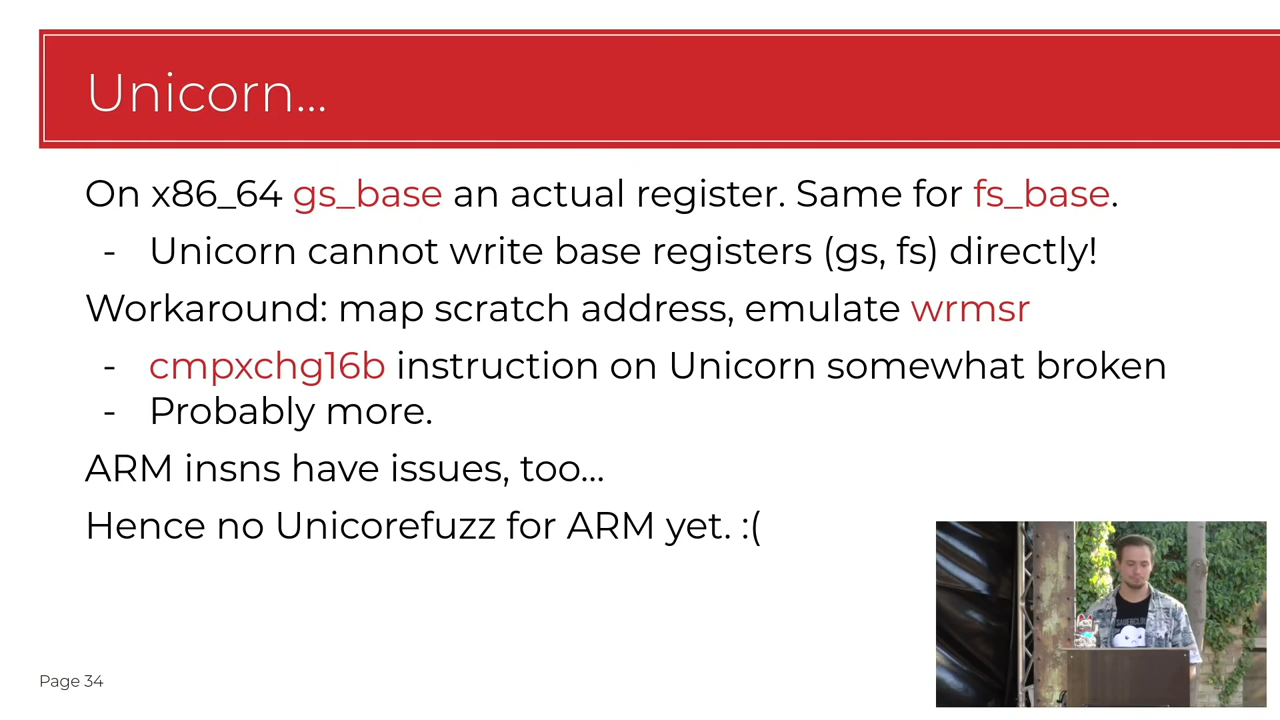 Unicorn...
On x86_64 gs_base an actual register. Same for fs_base.
- Unicorn cannot write base registers (gs, fs) directly!
Workaround: map scratch address, emulate wrmsr
- cmpxchg16b instruction on Unicorn somewhat broken
- Probably more.
ARM insns have issues, too...
Hence no Unicorefuzz for ARM yet. :(
SAUERCLOUD
Page 34